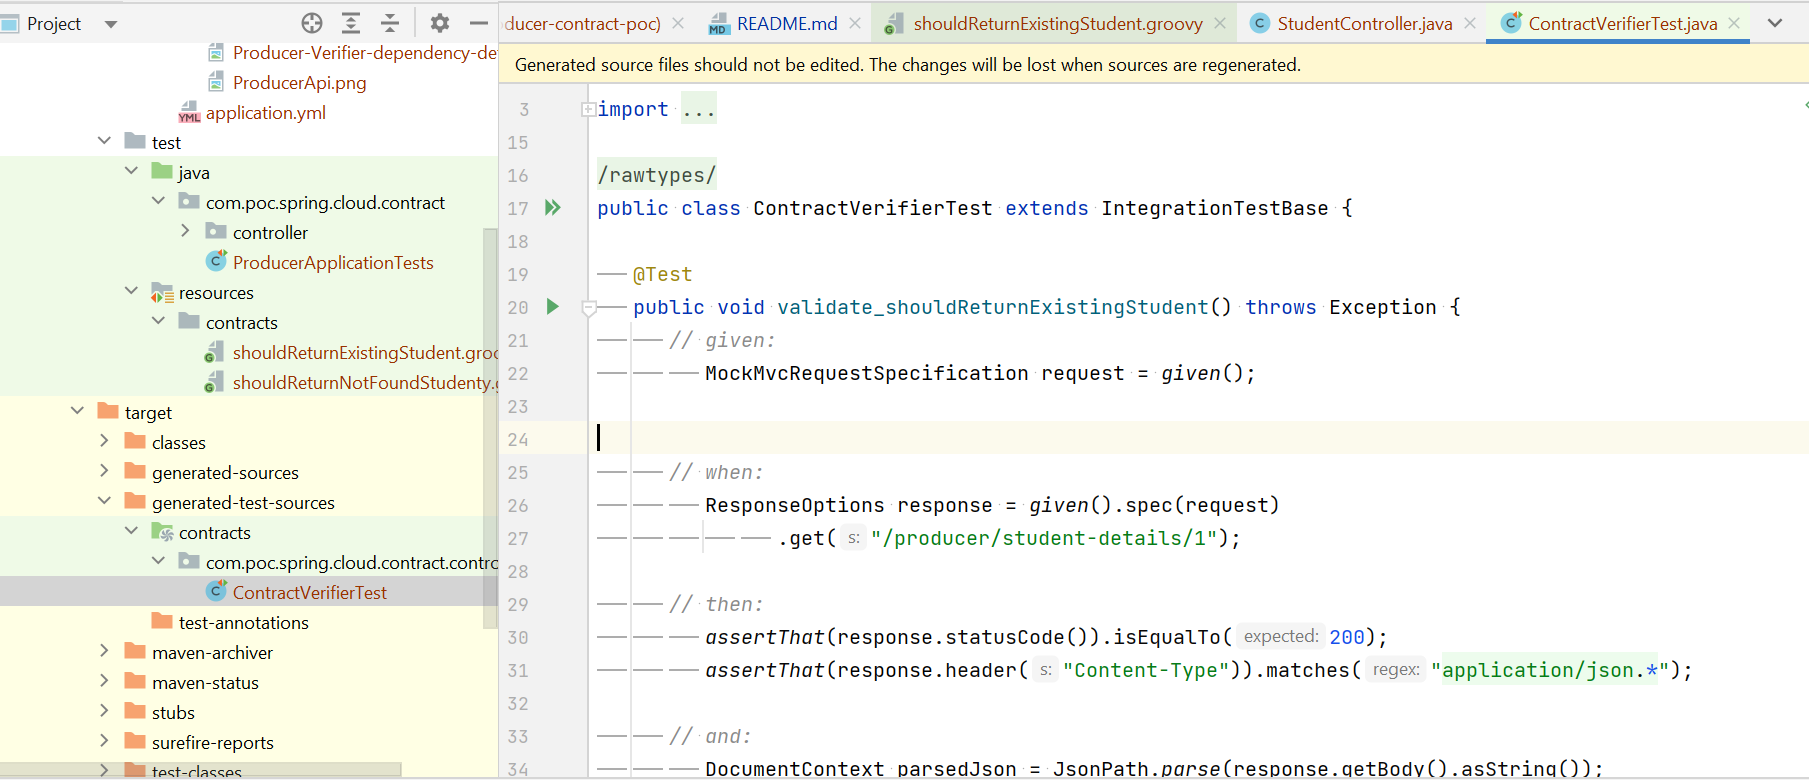 Project
Producer-Verifier-dependency-de
ProducerApi.png
YML application.yml
test
java
com.poc.spring.cloud.contract
controller
C ProducerApplicationTests
resources
contracts
G shouldReturnExistingStudent.groo
G shouldReturnNotFoundStudenty.g
target
classes
generated-sources
generated-test-sources
contracts
com.poc.spring.cloud.contract.contro
C ContractVerifierTest
test-annotations
maven-archiver
maven-status
stubs
surefire-reports
test-classes
oducer-contract-poc) MD README.md G shouldReturnExistingStudent.groovy C StudentController.java C ContractVerifierTest.java
Generated source files should not be edited. The changes will be lost when sources are regenerated.
3 import ...
15
16 /rawtypes/
17 public class ContractVerifierTest extends IntegrationTestBase {
18
19 @Test
20 public void validate_shouldReturnExistingStudent() throws Exception {
21 // given:
22 MockMvcRequestSpecification request = given();
23
24
25 // when:
26 ResponseOptions response = given().spec(request)
27 .get( s: "/producer/student-details/1");
28
29 // then:
30 assertThat(response.statusCode()).isEqualTo( expected: 200);
31 assertThat(response.header( s: "Content-Type")).matches( regex: "application/json.*");
32
33 // and:
34 DocumentContext parsedJson = JsonPath.parse(response.getBody().asString());